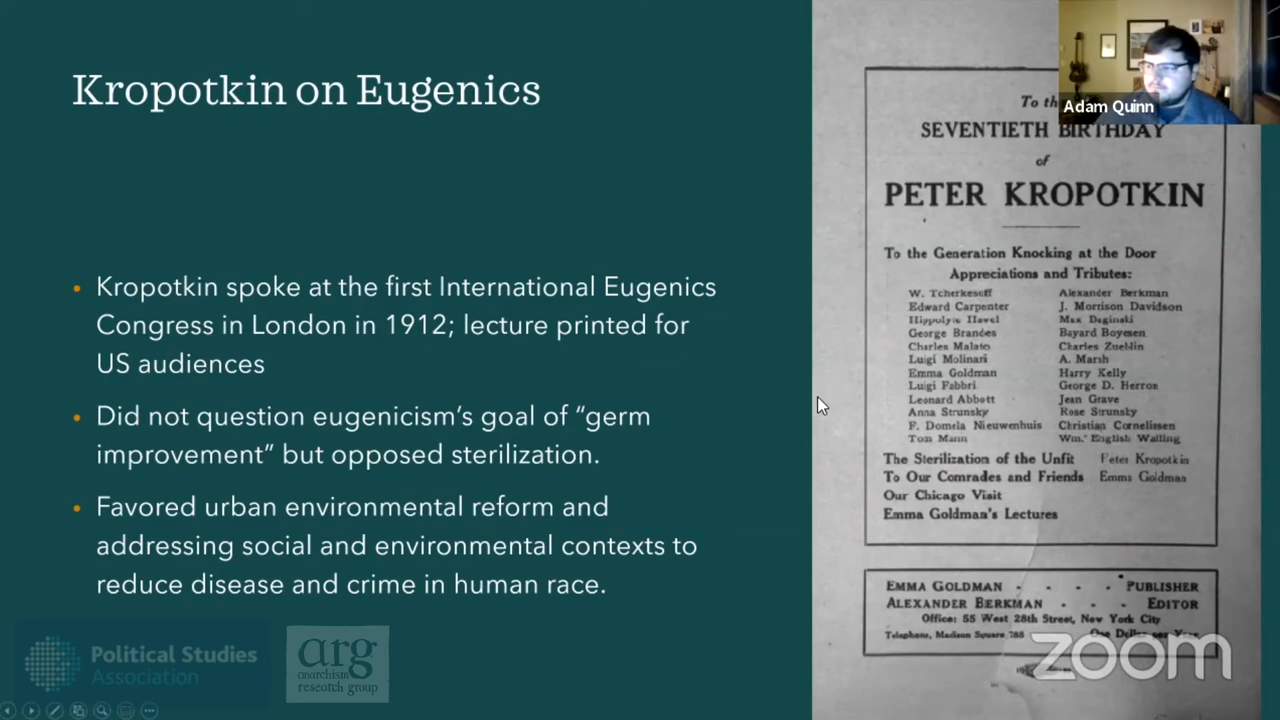 Kropotkin on Eugenics
Kropotkin spoke at the first International Eugenics
Congress in London in 1912; lecture printed for
US audiences
Did not question eugenicism's goal of “germ
improvement” but opposed sterilization.
Favored urban environmental reform and
addressing social and environmental contexts to
reduce disease and crime in human race.
Political Studies
Association
arg
anarchism
research group
Adam Quinn
To
SEVENTIETH BIRTHDAY
of
PETER KROPOTKIN
To the Generation Knocking at the Door
Appreciations and Tributes:
W. Tcherkesoff Alexander Berkman
Edward Carpenter J. Morrison Davidson
Hippolyte Havel Max Baginski
George Brandes Bayard Boyesen
Charles Malato Charles Zueblin
Luigi Molinari A. Marsh
Emma Goldman Harry Kelly
Luigi Fabbri George D. Herron
Leonard Abbott Jean Grave
Anna Strunsky Rose Strunsky
F. Domela Nieuwenhuis Christian Cornelissen
Tom Mann Wm. English Walling
The Sterilization of the Unfit Peter Kropotkin
To Our Comrades and Friends Emma Goldman
Our Chicago Visit
Emma Goldman's Lectures
EMMA GOLDMAN - - - - PUBLISHER
ALEXANDER BERKMAN - - - EDITOR
Office: 55 West 28th Street, New York City
Telephone, Madison Square 788 One Dollar per Year
zoom